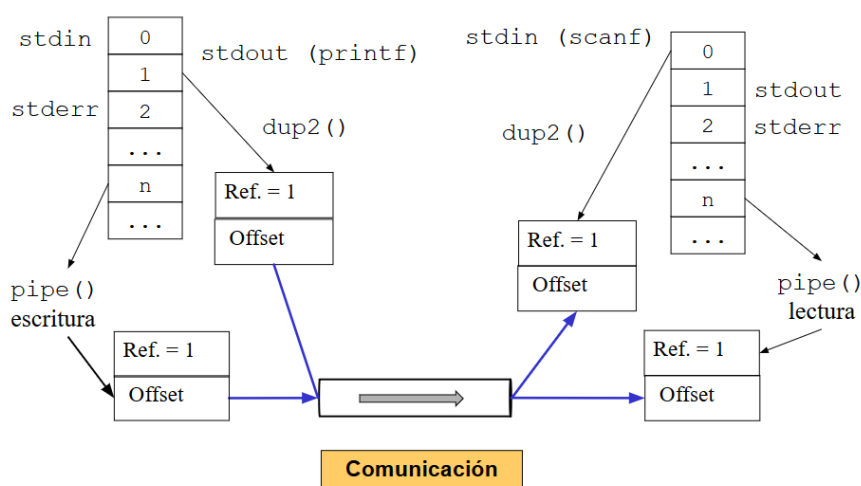 stdin
0
1
2
...
n
...
stdout (printf)
stderr
dup2()
Ref. = 1
Offset
pipe()
escritura
Ref. = 1
Offset
stdin (scanf)
0
1
2
...
n
...
stdout
stderr
dup2()
Ref. = 1
Offset
pipe()
lectura
Ref. = 1
Offset
Comunicación